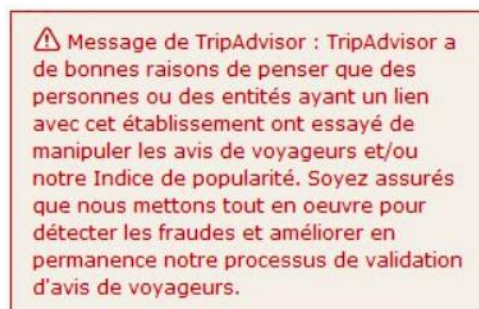 ⚠ Message de TripAdvisor : TripAdvisor a
de bonnes raisons de penser que des
personnes ou des entités ayant un lien
avec cet établissement ont essayé de
manipuler les avis de voyageurs et/ou
notre Indice de popularité. Soyez assurés
que nous mettons tout en oeuvre pour
détecter les fraudes et améliorer en
permanence notre processus de validation
d'avis de voyageurs.